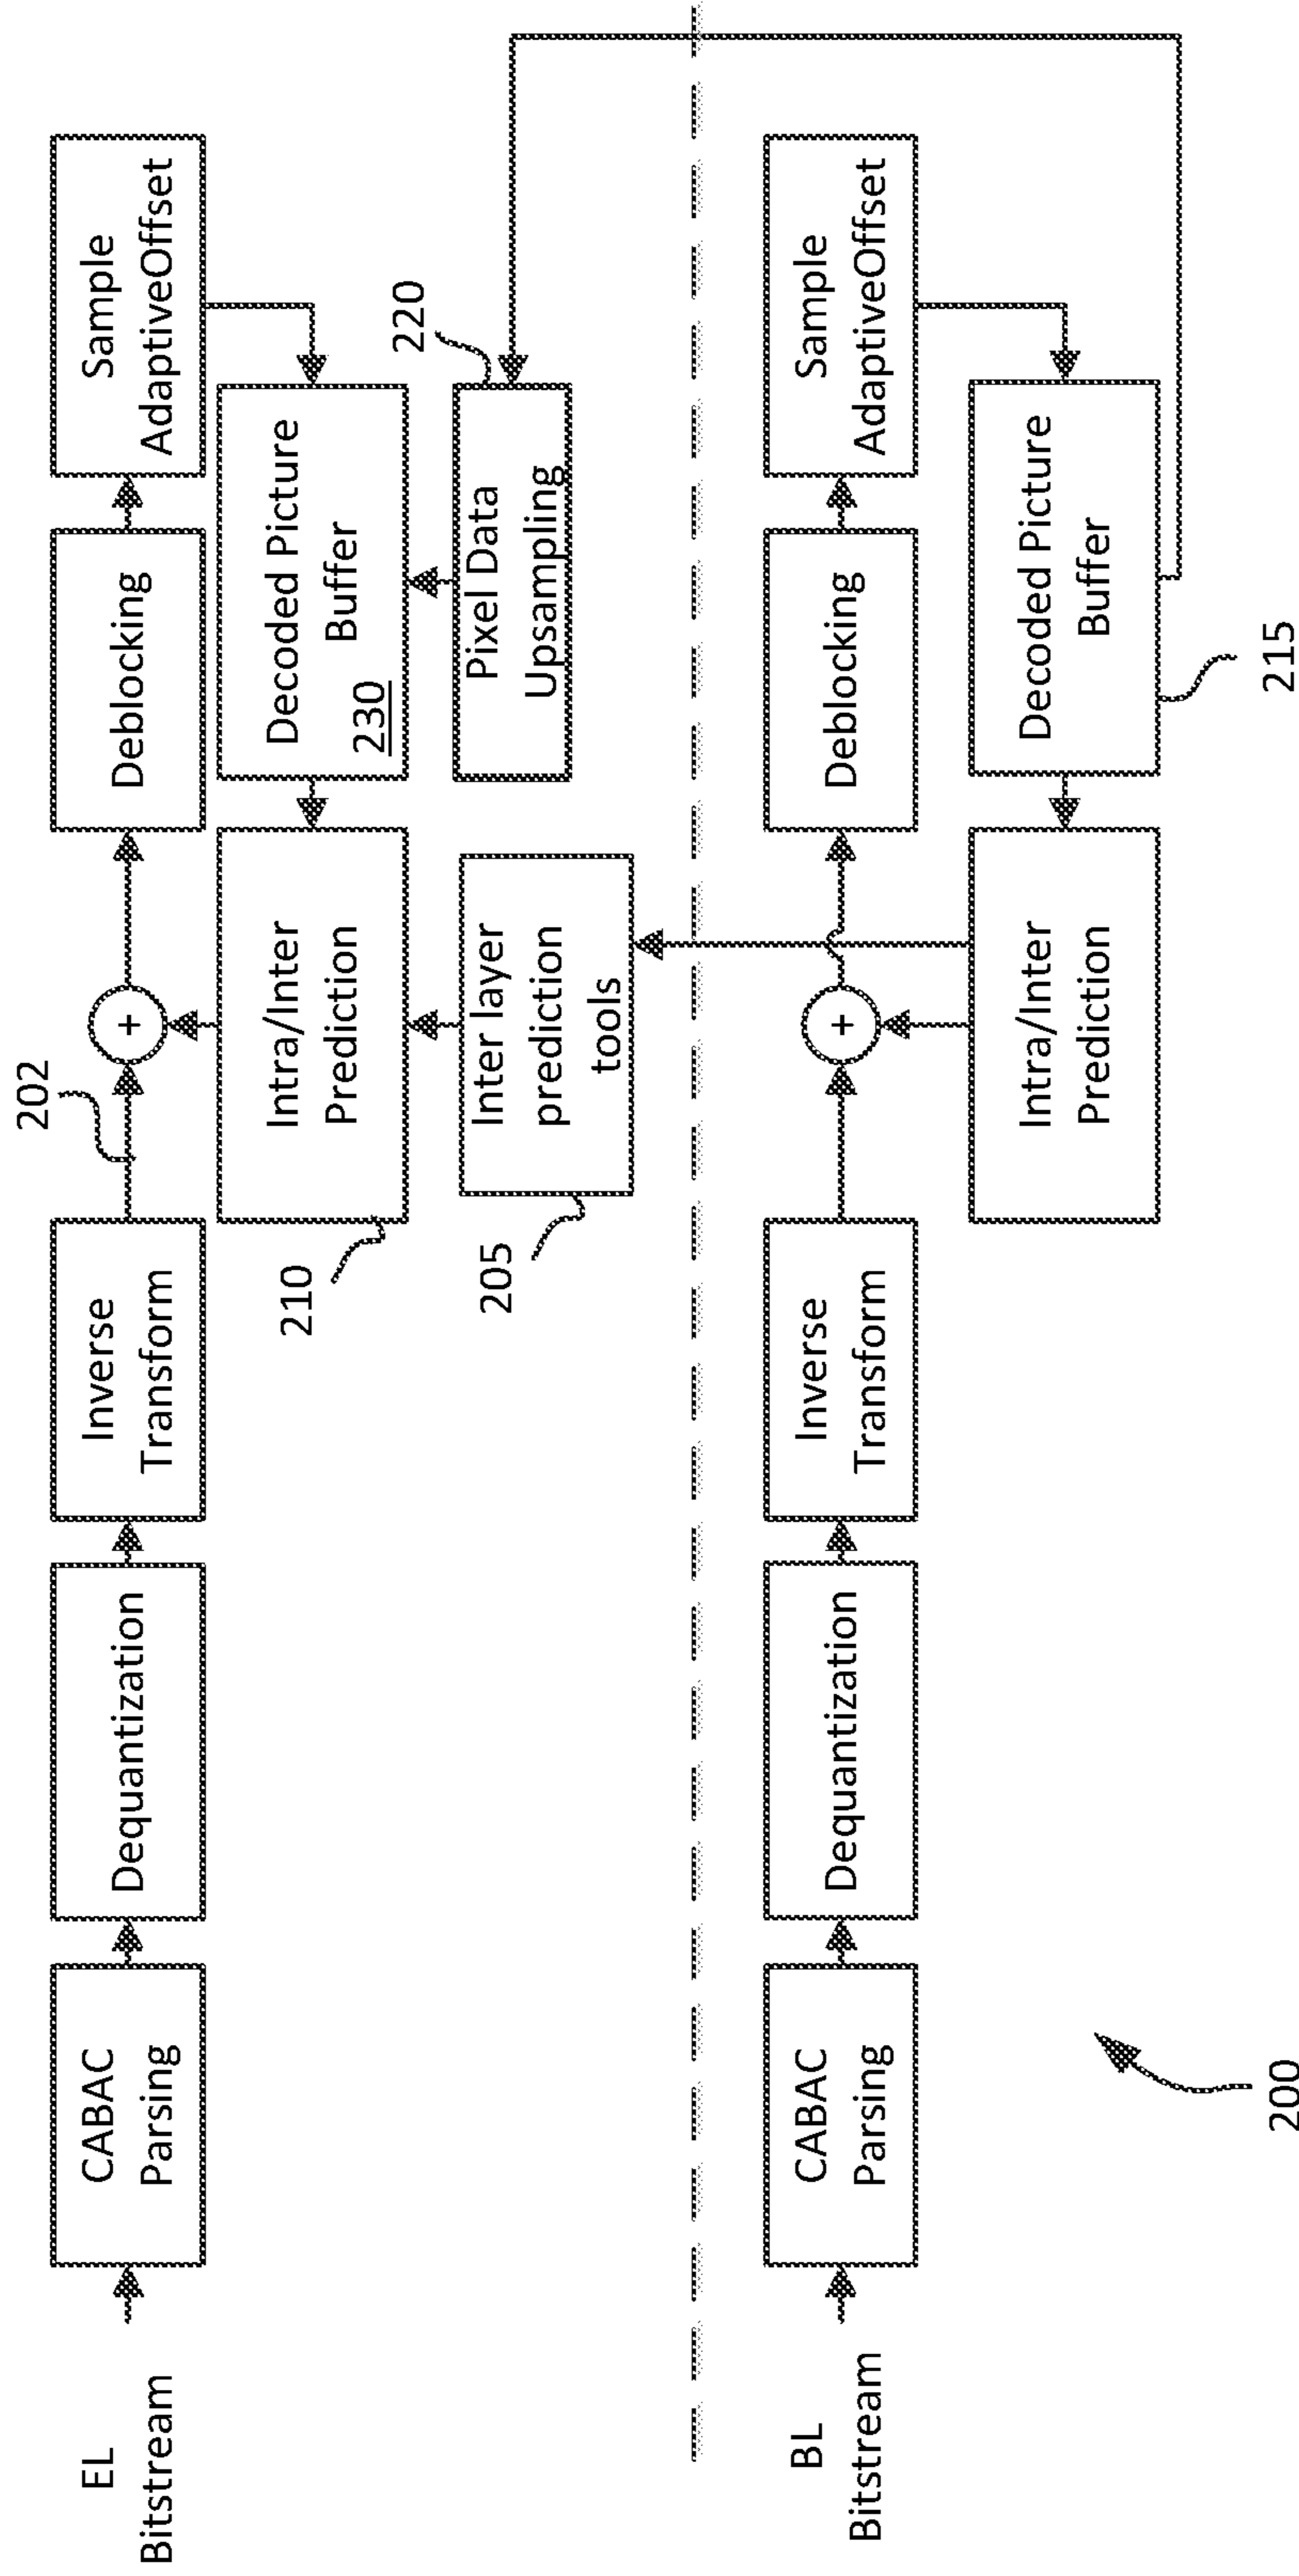 EL
Bitstream
CABAC
Parsing
Dequantization
Inverse
Transform
202
+
Deblocking
Sample
AdaptiveOffset
210
Intra/Inter
Prediction
Decoded Picture
Buffer
230
220
205
Inter layer
prediction
tools
Pixel Data
Upsampling
BL
Bitstream
CABAC
Parsing
Dequantization
Inverse
Transform
+
Deblocking
Sample
AdaptiveOffset
Intra/Inter
Prediction
Decoded Picture
Buffer
215
200